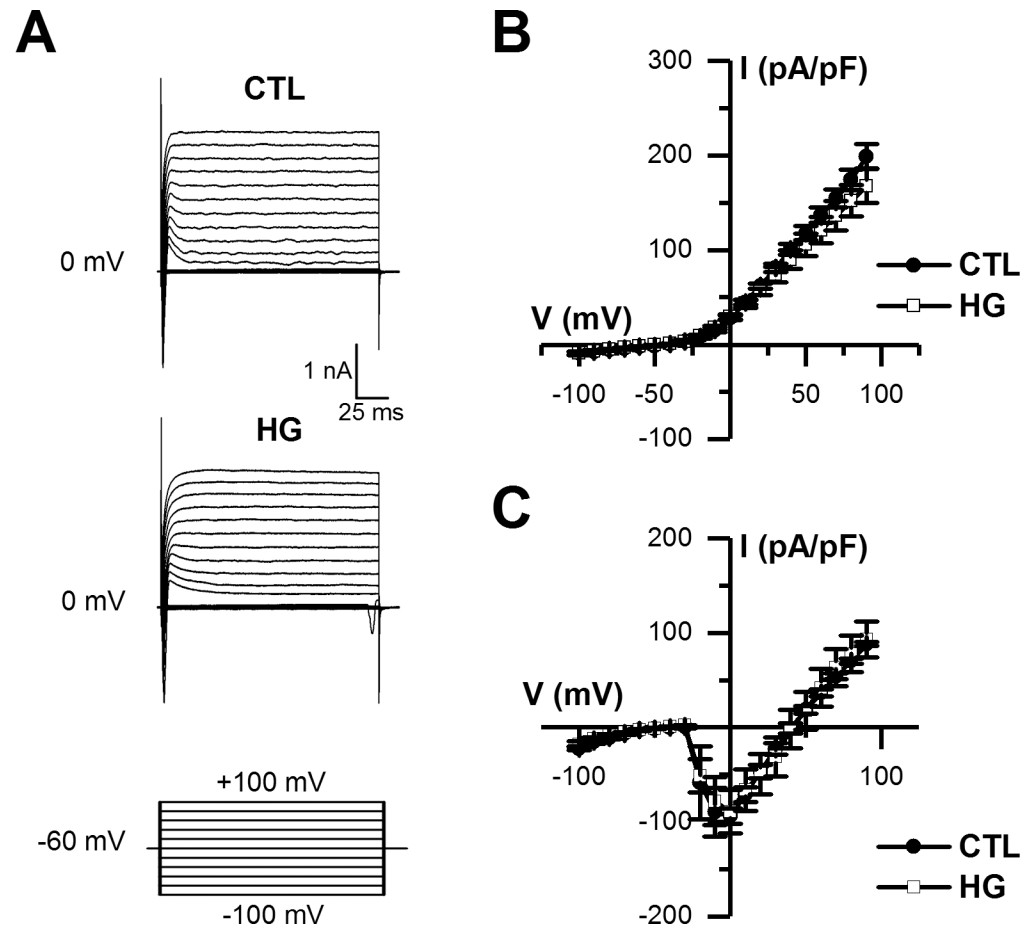 A
CTL
0 mV
1 nA
25 ms
HG
0 mV
+100 mV
-60 mV
-100 mV
B
300
I (pA/pF)
200
100
CTL
HG
V (mV)
-100
-50
50
100
-100
C
200
I (pA/pF)
100
V (mV)
-100
100
-100
CTL
HG
-200